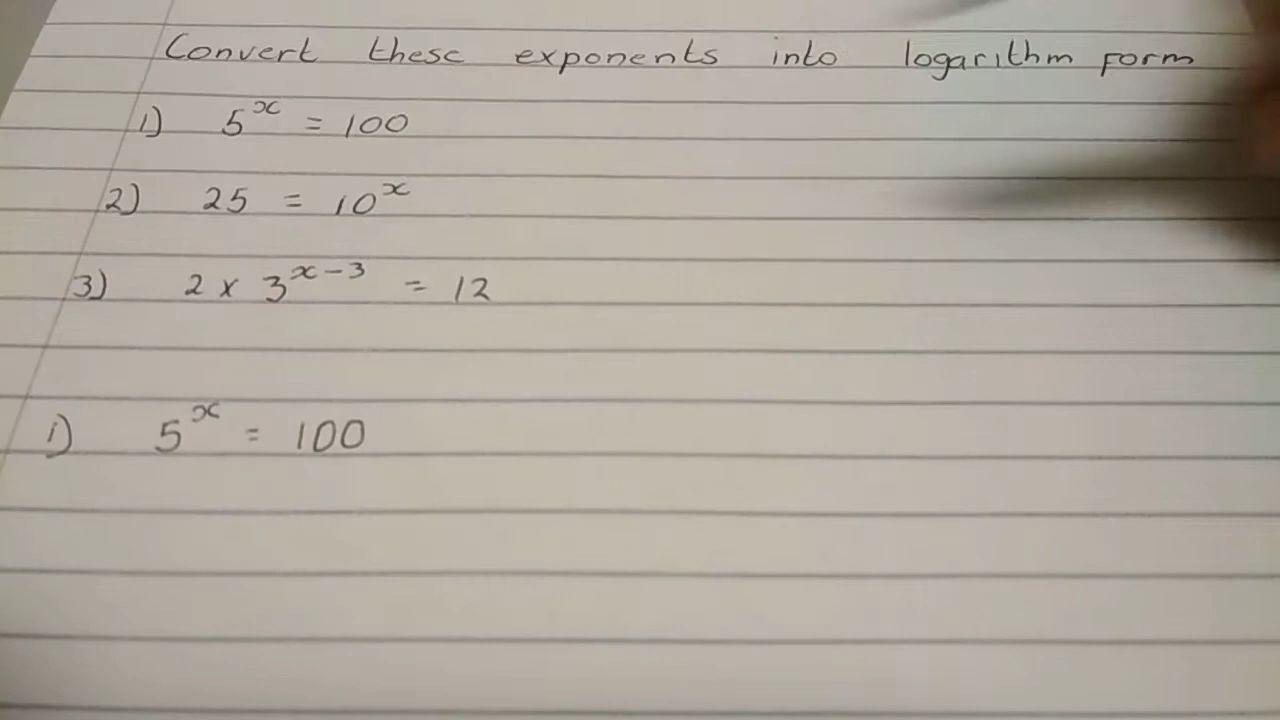 Convert these exponents into logarithm form
1) 5^x = 100
2) 25 = 10^x
3) 2 × 3^(x-3) = 12
1) 5^x = 100